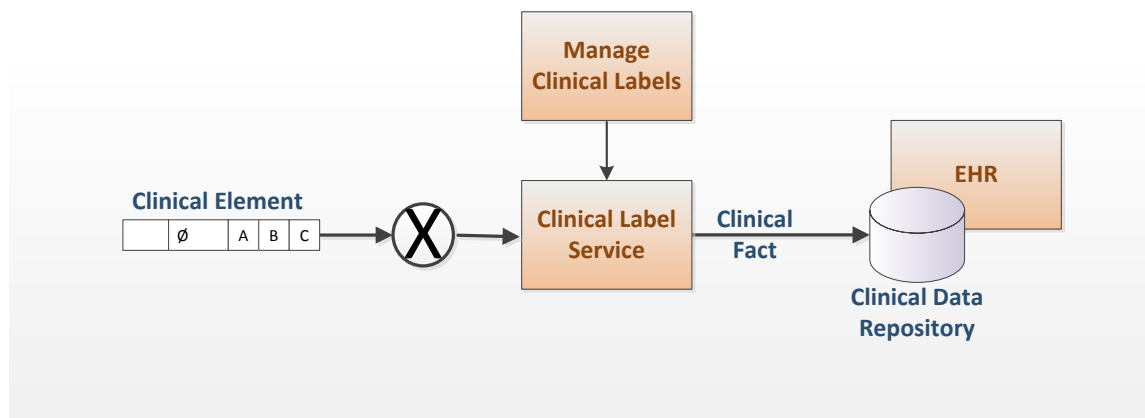 Manage
Clinical Labels
EHR
Clinical Element
Ø A B C
X
Clinical Label
Service
Clinical
Fact
Clinical Data
Repository